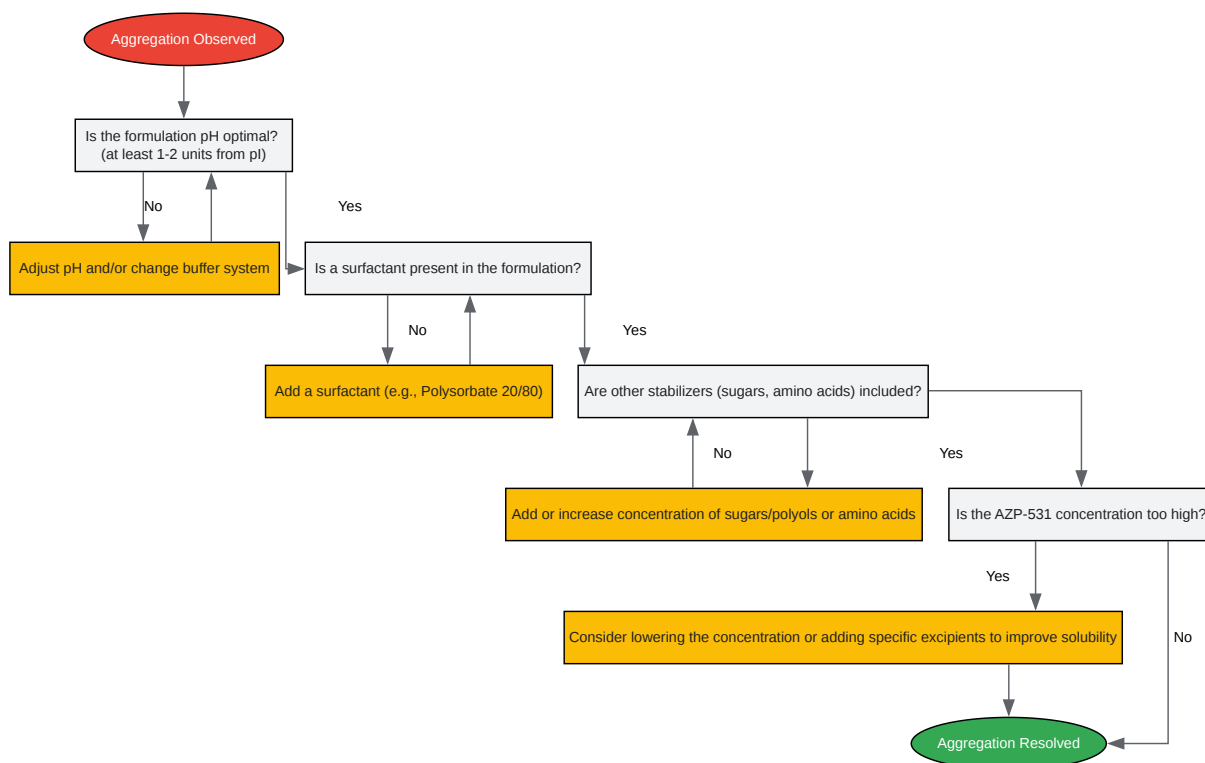 Aggregation Observed
Is the formulation pH optimal?
(at least 1-2 units from pI)
No
Yes
Adjust pH and/or change buffer system
Is a surfactant present in the formulation?
No
Yes
Add a surfactant (e.g., Polysorbate 20/80)
Are other stabilizers (sugars, amino acids) included?
No
Yes
Add or increase concentration of sugars/polyols or amino acids
Is the AZP-531 concentration too high?
Yes
Consider lowering the concentration or adding specific excipients to improve solubility
No
Aggregation Resolved